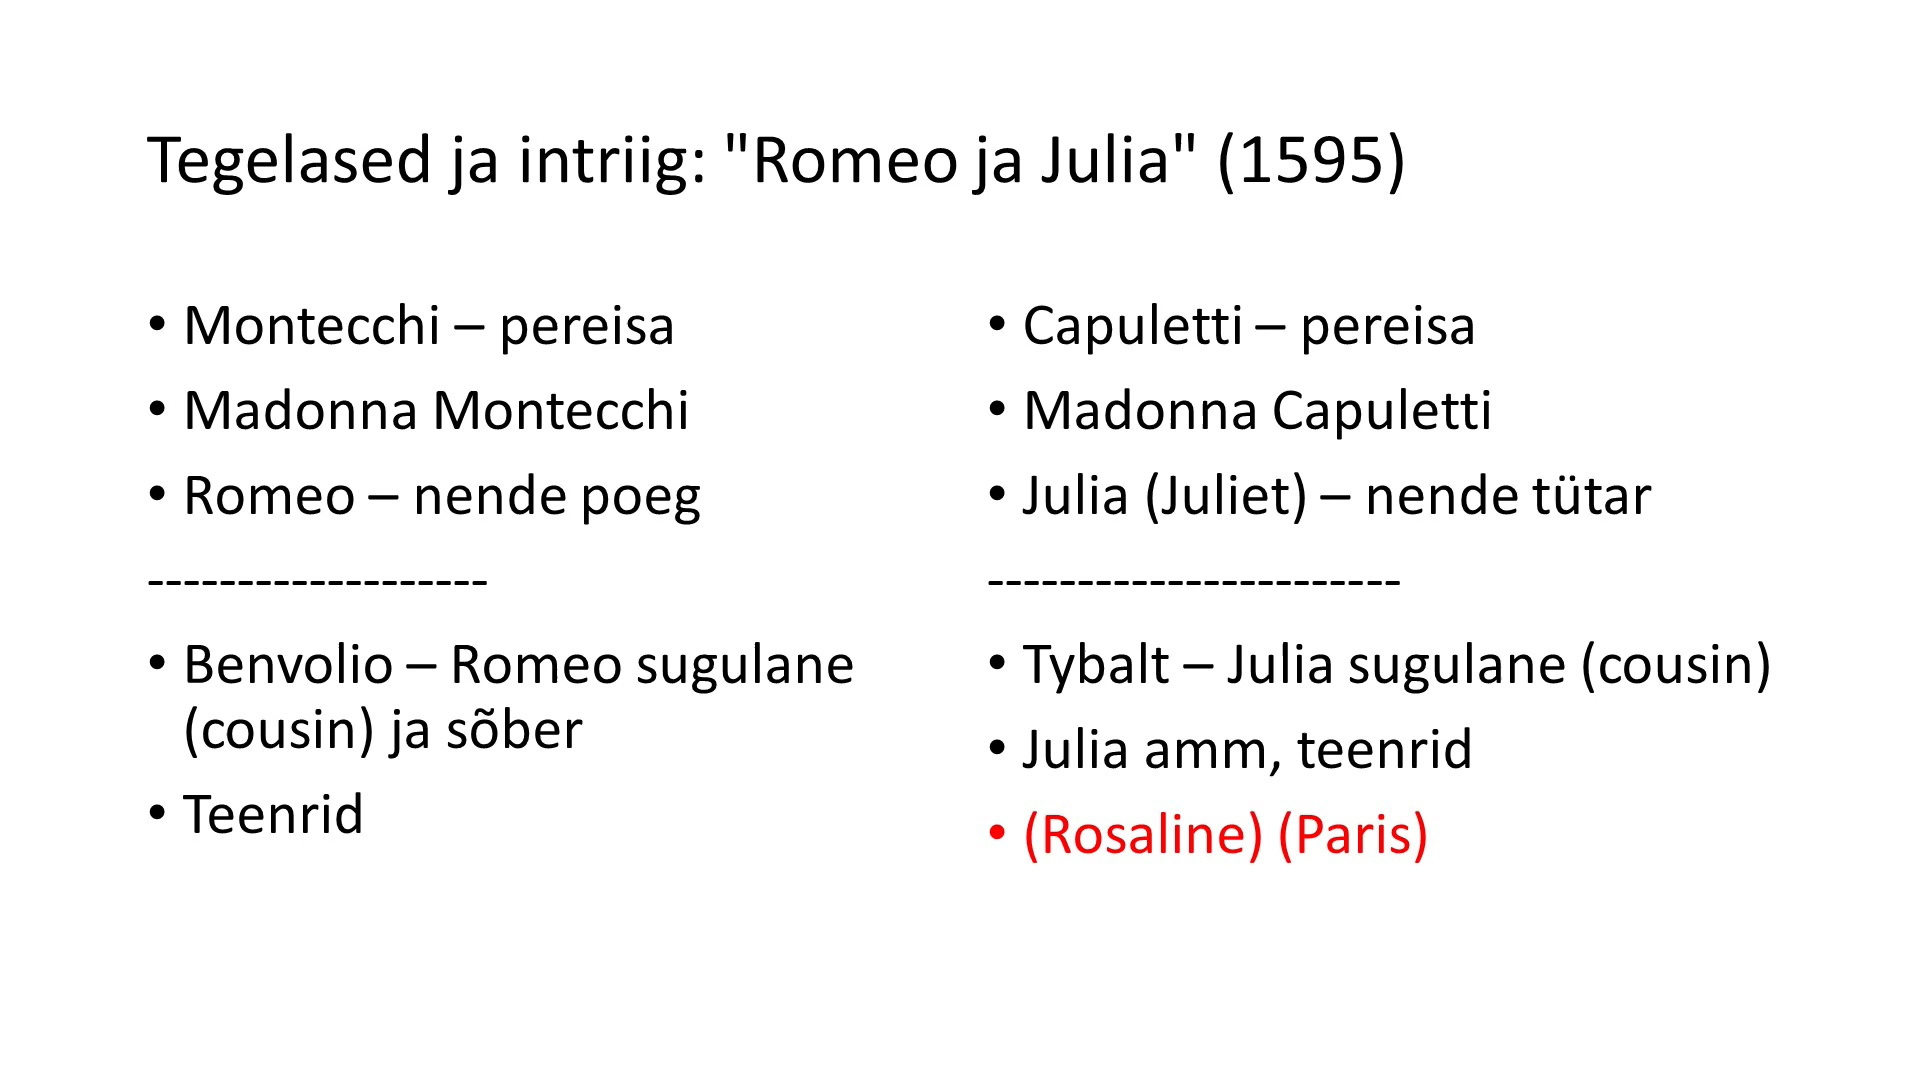 Tegelased ja intriig: "Romeo ja Julia" (1595)
• Montecchi – pereisa
• Madonna Montecchi
• Romeo – nende poeg
-------------------
• Benvolio – Romeo sugulane
(cousin) ja sõber
• Teenrid
• Capuletti – pereisa
• Madonna Capuletti
• Julia (Juliet) – nende tütar
-----------------------
• Tybalt – Julia sugulane (cousin)
• Julia amm, teenrid
• (Rosaline) (Paris)